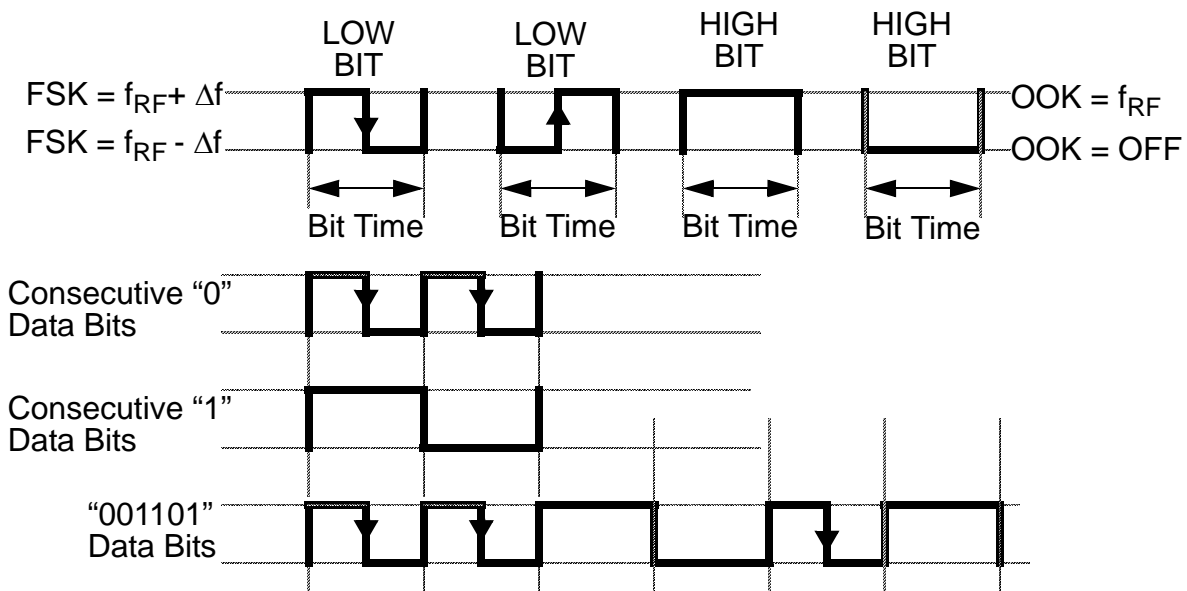 LOW
BIT
LOW
BIT
HIGH
BIT
HIGH
BIT
FSK = fRF+ Δf
OOK = fRF
FSK = fRF - Δf
OOK = OFF
Bit Time
Bit Time
Bit Time
Bit Time
Consecutive “0”
Data Bits
Consecutive “1”
Data Bits
“001101”
Data Bits